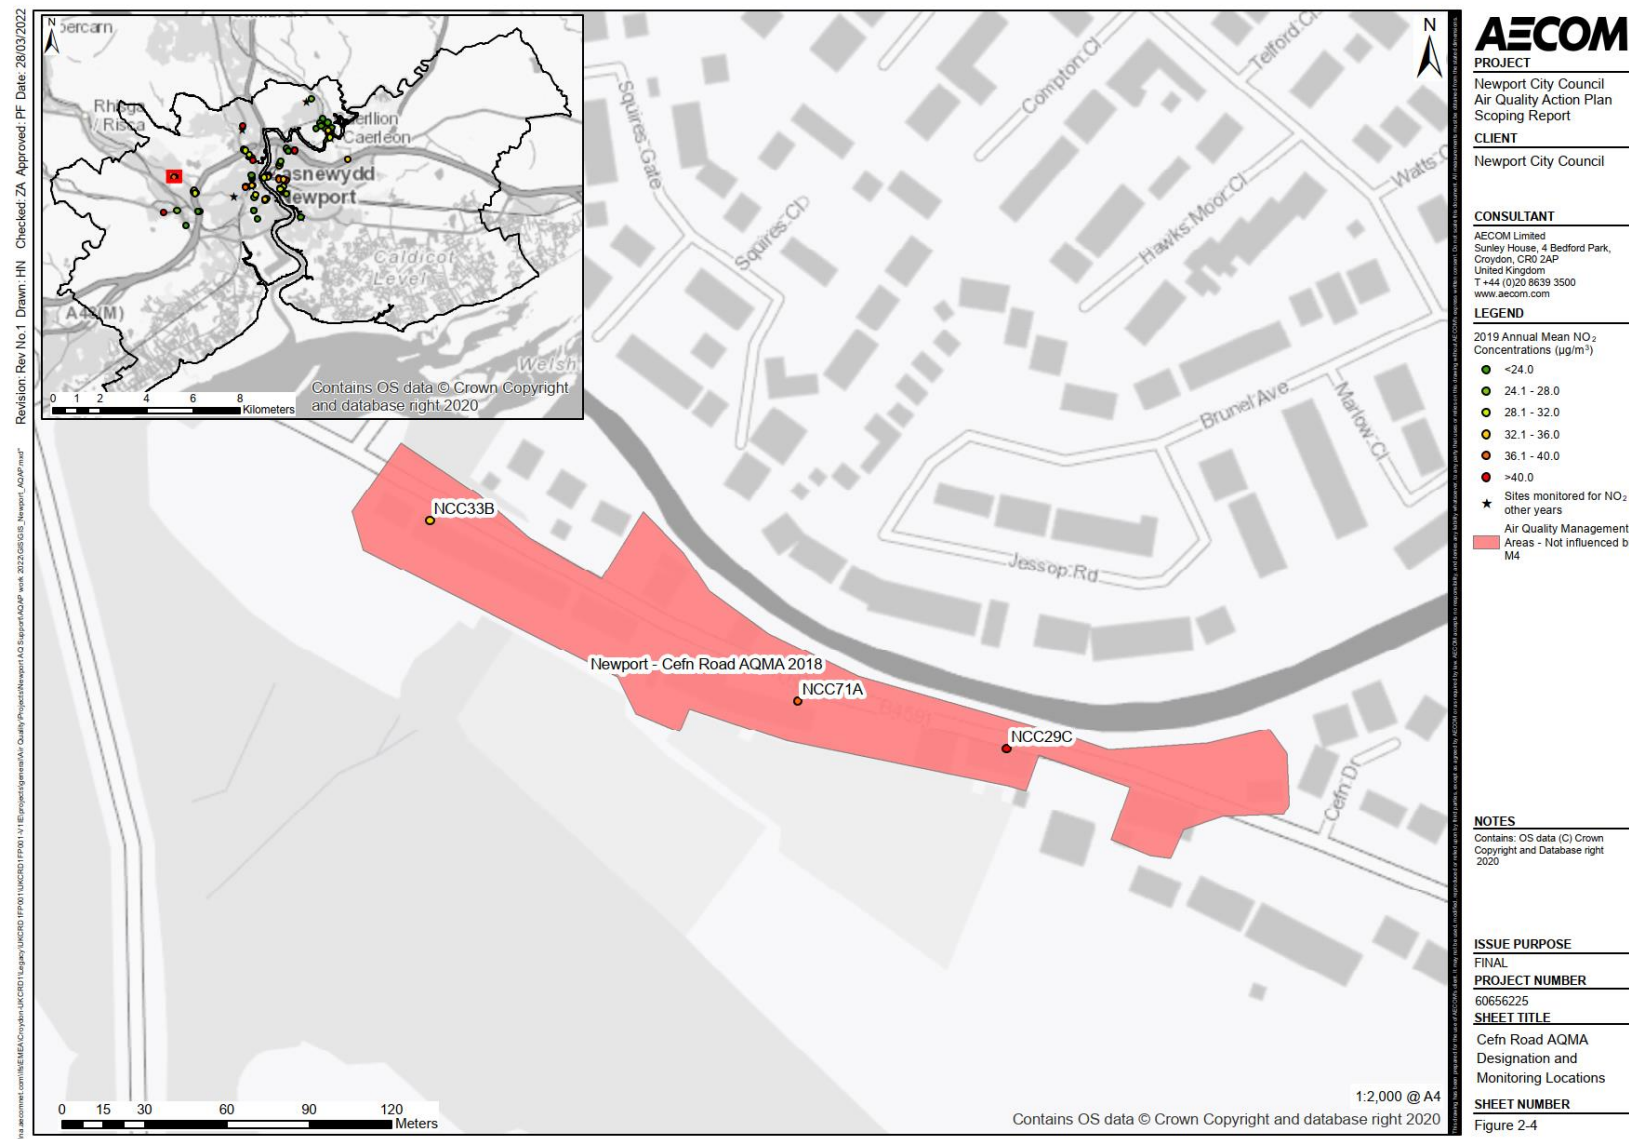 Revision: Rev No.1 Drawn: HN Checked: ZA Approved: PF Date: 28/03/2022
N
bercarn
Rhisga
/ Risca
aerllion
Caerleon
asnewydd
Newport
Caldicot
Level
A48(M)
Welsh
0 1 2 4 6 8
Kilometers
Contains OS data © Crown Copyright
and database right 2020
N
Squires Gate
Squires Cl
Compton Cl
Telford Cl
Hawks Moor Cl
Watts C
Brunel Ave
Marlow Cl
Jessop Rd
Cefn Dr
B4591
NCC33B
Newport - Cefn Road AQMA 2018
NCC71A
NCC29C
0 15 30 60 90 120
Meters
1:2,000 @ A4
Contains OS data © Crown Copyright and database right 2020
AECOM
PROJECT
Newport City Council
Air Quality Action Plan
Scoping Report
CLIENT
Newport City Council
CONSULTANT
AECOM Limited
Sunley House, 4 Bedford Park,
Croydon, CR0 2AP
United Kingdom
T +44 (0)20 8639 3500
www.aecom.com
LEGEND
2019 Annual Mean NO₂
Concentrations (µg/m³)
<24.0
24.1 - 28.0
28.1 - 32.0
32.1 - 36.0
36.1 - 40.0
>40.0
Sites monitored for NO₂
other years
Air Quality Management
Areas - Not influenced b
M4
NOTES
Contains: OS data (C) Crown
Copyright and Database right
2020
ISSUE PURPOSE
FINAL
PROJECT NUMBER
60656225
SHEET TITLE
Cefn Road AQMA
Designation and
Monitoring Locations
SHEET NUMBER
Figure 2-4